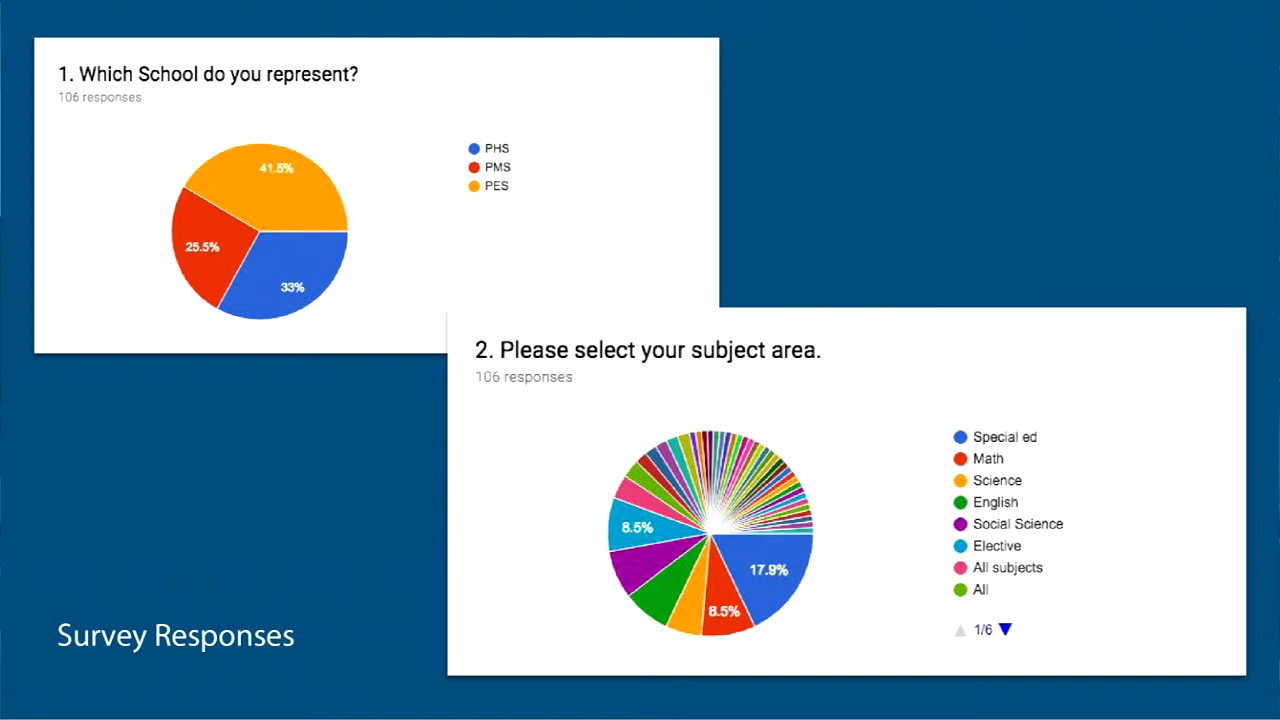 1. Which School do you represent?
106 responses
41.5%
25.5%
33%
PHS
PMS
PES
2. Please select your subject area.
106 responses
8.5%
17.9%
8.5%
Special ed
Math
Science
English
Social Science
Elective
All subjects
All
1/6
Survey Responses